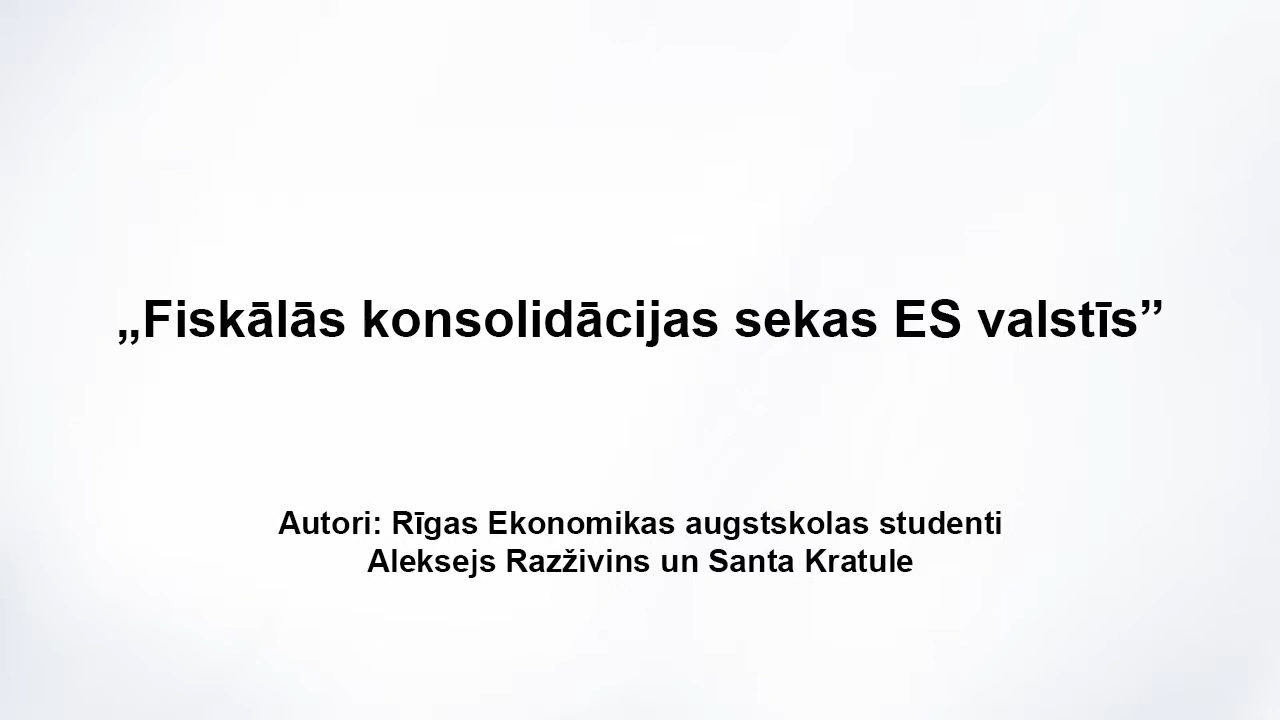 „Fiskālās konsolidācijas sekas ES valstīs”
Autori: Rīgas Ekonomikas augstskolas studenti
Aleksejs Razživins un Santa Kratule